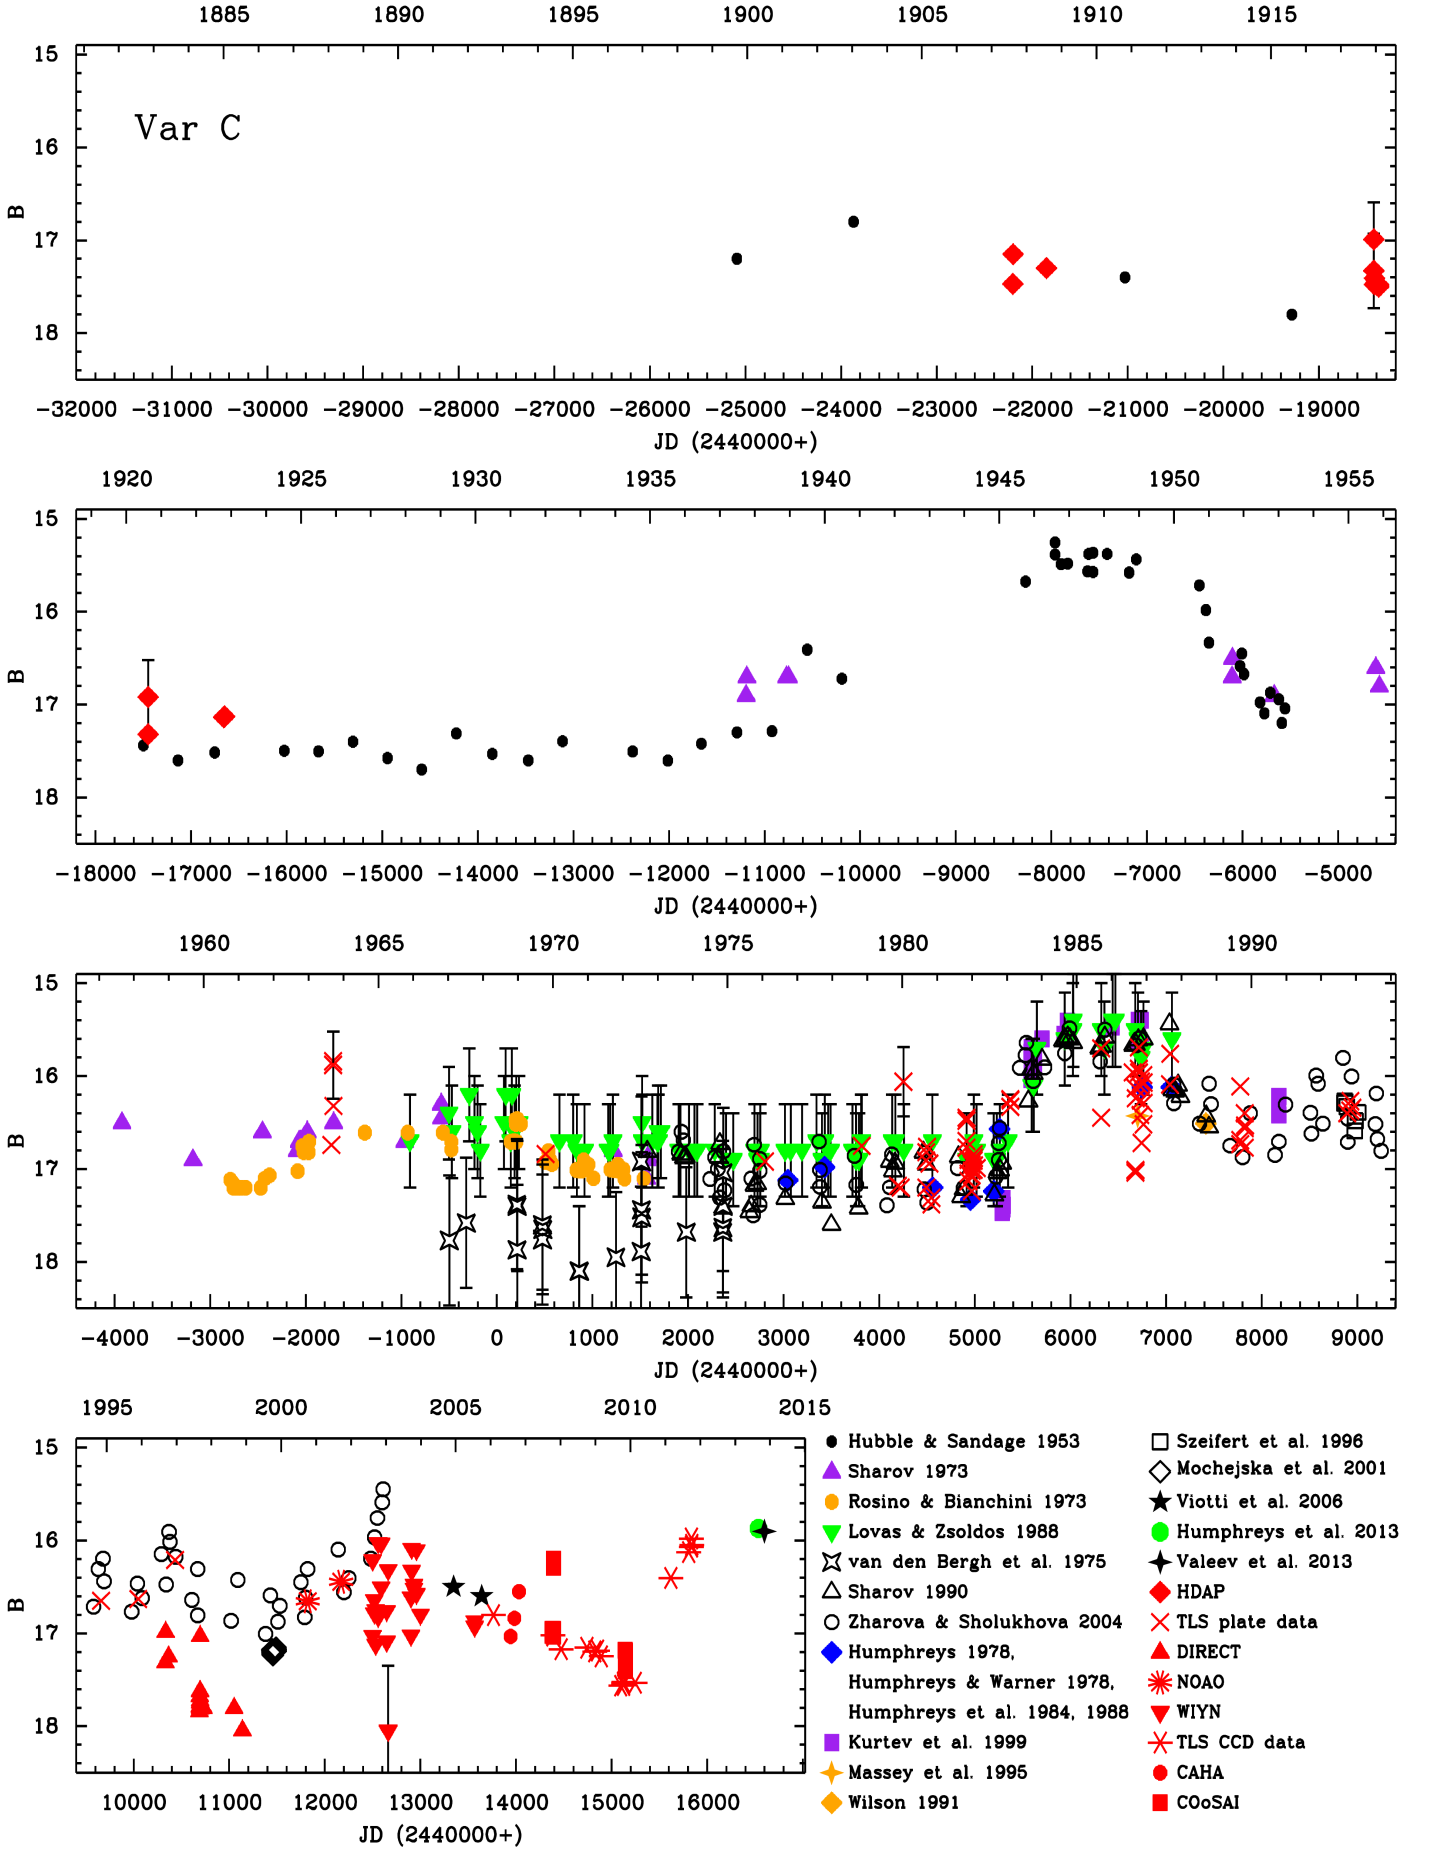 1885 1890 1895 1900 1905 1910 1915
15
Var C
16
B
17
18
−32000 −31000 −30000 −29000 −28000 −27000 −26000 −25000 −24000 −23000 −22000 −21000 −20000 −19000
JD (2440000+)
1920 1925 1930 1935 1940 1945 1950 1955
15
16
B
17
18
−18000 −17000 −16000 −15000 −14000 −13000 −12000 −11000 −10000 −9000 −8000 −7000 −6000 −5000
JD (2440000+)
1960 1965 1970 1975 1980 1985 1990
15
16
B
17
18
−4000 −3000 −2000 −1000 0 1000 2000 3000 4000 5000 6000 7000 8000 9000
JD (2440000+)
1995 2000 2005 2010 2015
15
16
B
17
18
10000 11000 12000 13000 14000 15000 16000
JD (2440000+)
Hubble & Sandage 1953
Sharov 1973
Rosino & Bianchini 1973
Lovas & Zsoldos 1988
van den Bergh et al. 1975
Sharov 1990
Zharova & Sholukhova 2004
Humphreys 1978,
Humphreys & Warner 1978,
Humphreys et al. 1984, 1988
Kurtev et al. 1999
Massey et al. 1995
Wilson 1991
Szeifert et al. 1996
Mochejska et al. 2001
Viotti et al. 2006
Humphreys et al. 2013
Valeev et al. 2013
HDAP
TLS plate data
DIRECT
NOAO
WIYN
TLS CCD data
CAHA
COoSAI